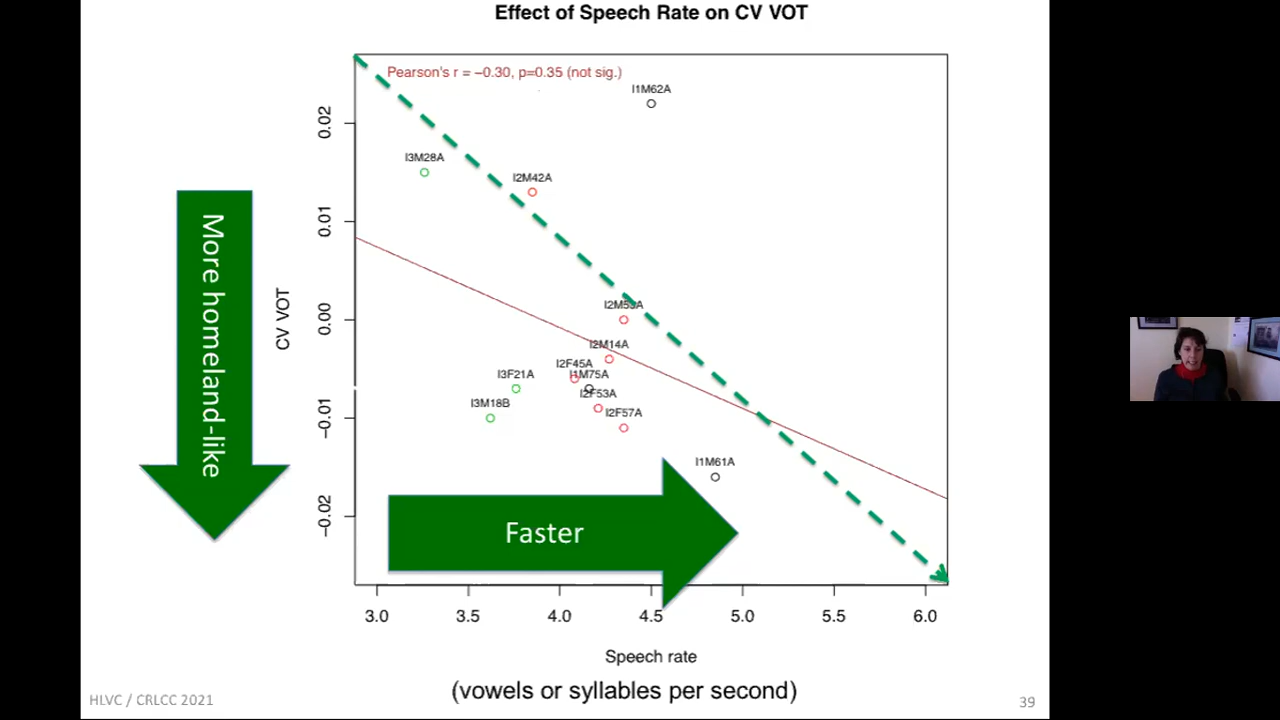 Effect of Speech Rate on CV VOT
Pearson's r = −0.30, p=0.35 (not sig.)
I1M62A
I3M28A
I2M42A
I2M53A
I2M14A
I2F45A
I3F21A
I1M75A
I2F53A
I3M18B
I2F57A
I1M61A
0.02
0.01
0.00
−0.01
−0.02
CV VOT
More homeland-like
Faster
3.0 3.5 4.0 4.5 5.0 5.5 6.0
Speech rate
(vowels or syllables per second)
HLVC / CRLCC 2021
39